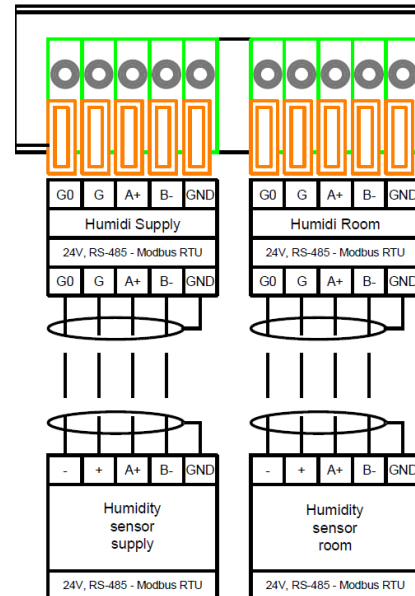 G0 G A+ B- GND G0 G A+ B- GND
Humidi Supply Humidi Room
24V, RS-485 - Modbus RTU 24V, RS-485 - Modbus RTU
G0 G A+ B- GND G0 G A+ B- GND
- + A+ B- GND - + A+ B- GND
Humidity
sensor
supply
Humidity
sensor
room
24V, RS-485 - Modbus RTU 24V, RS-485 - Modbus RTU